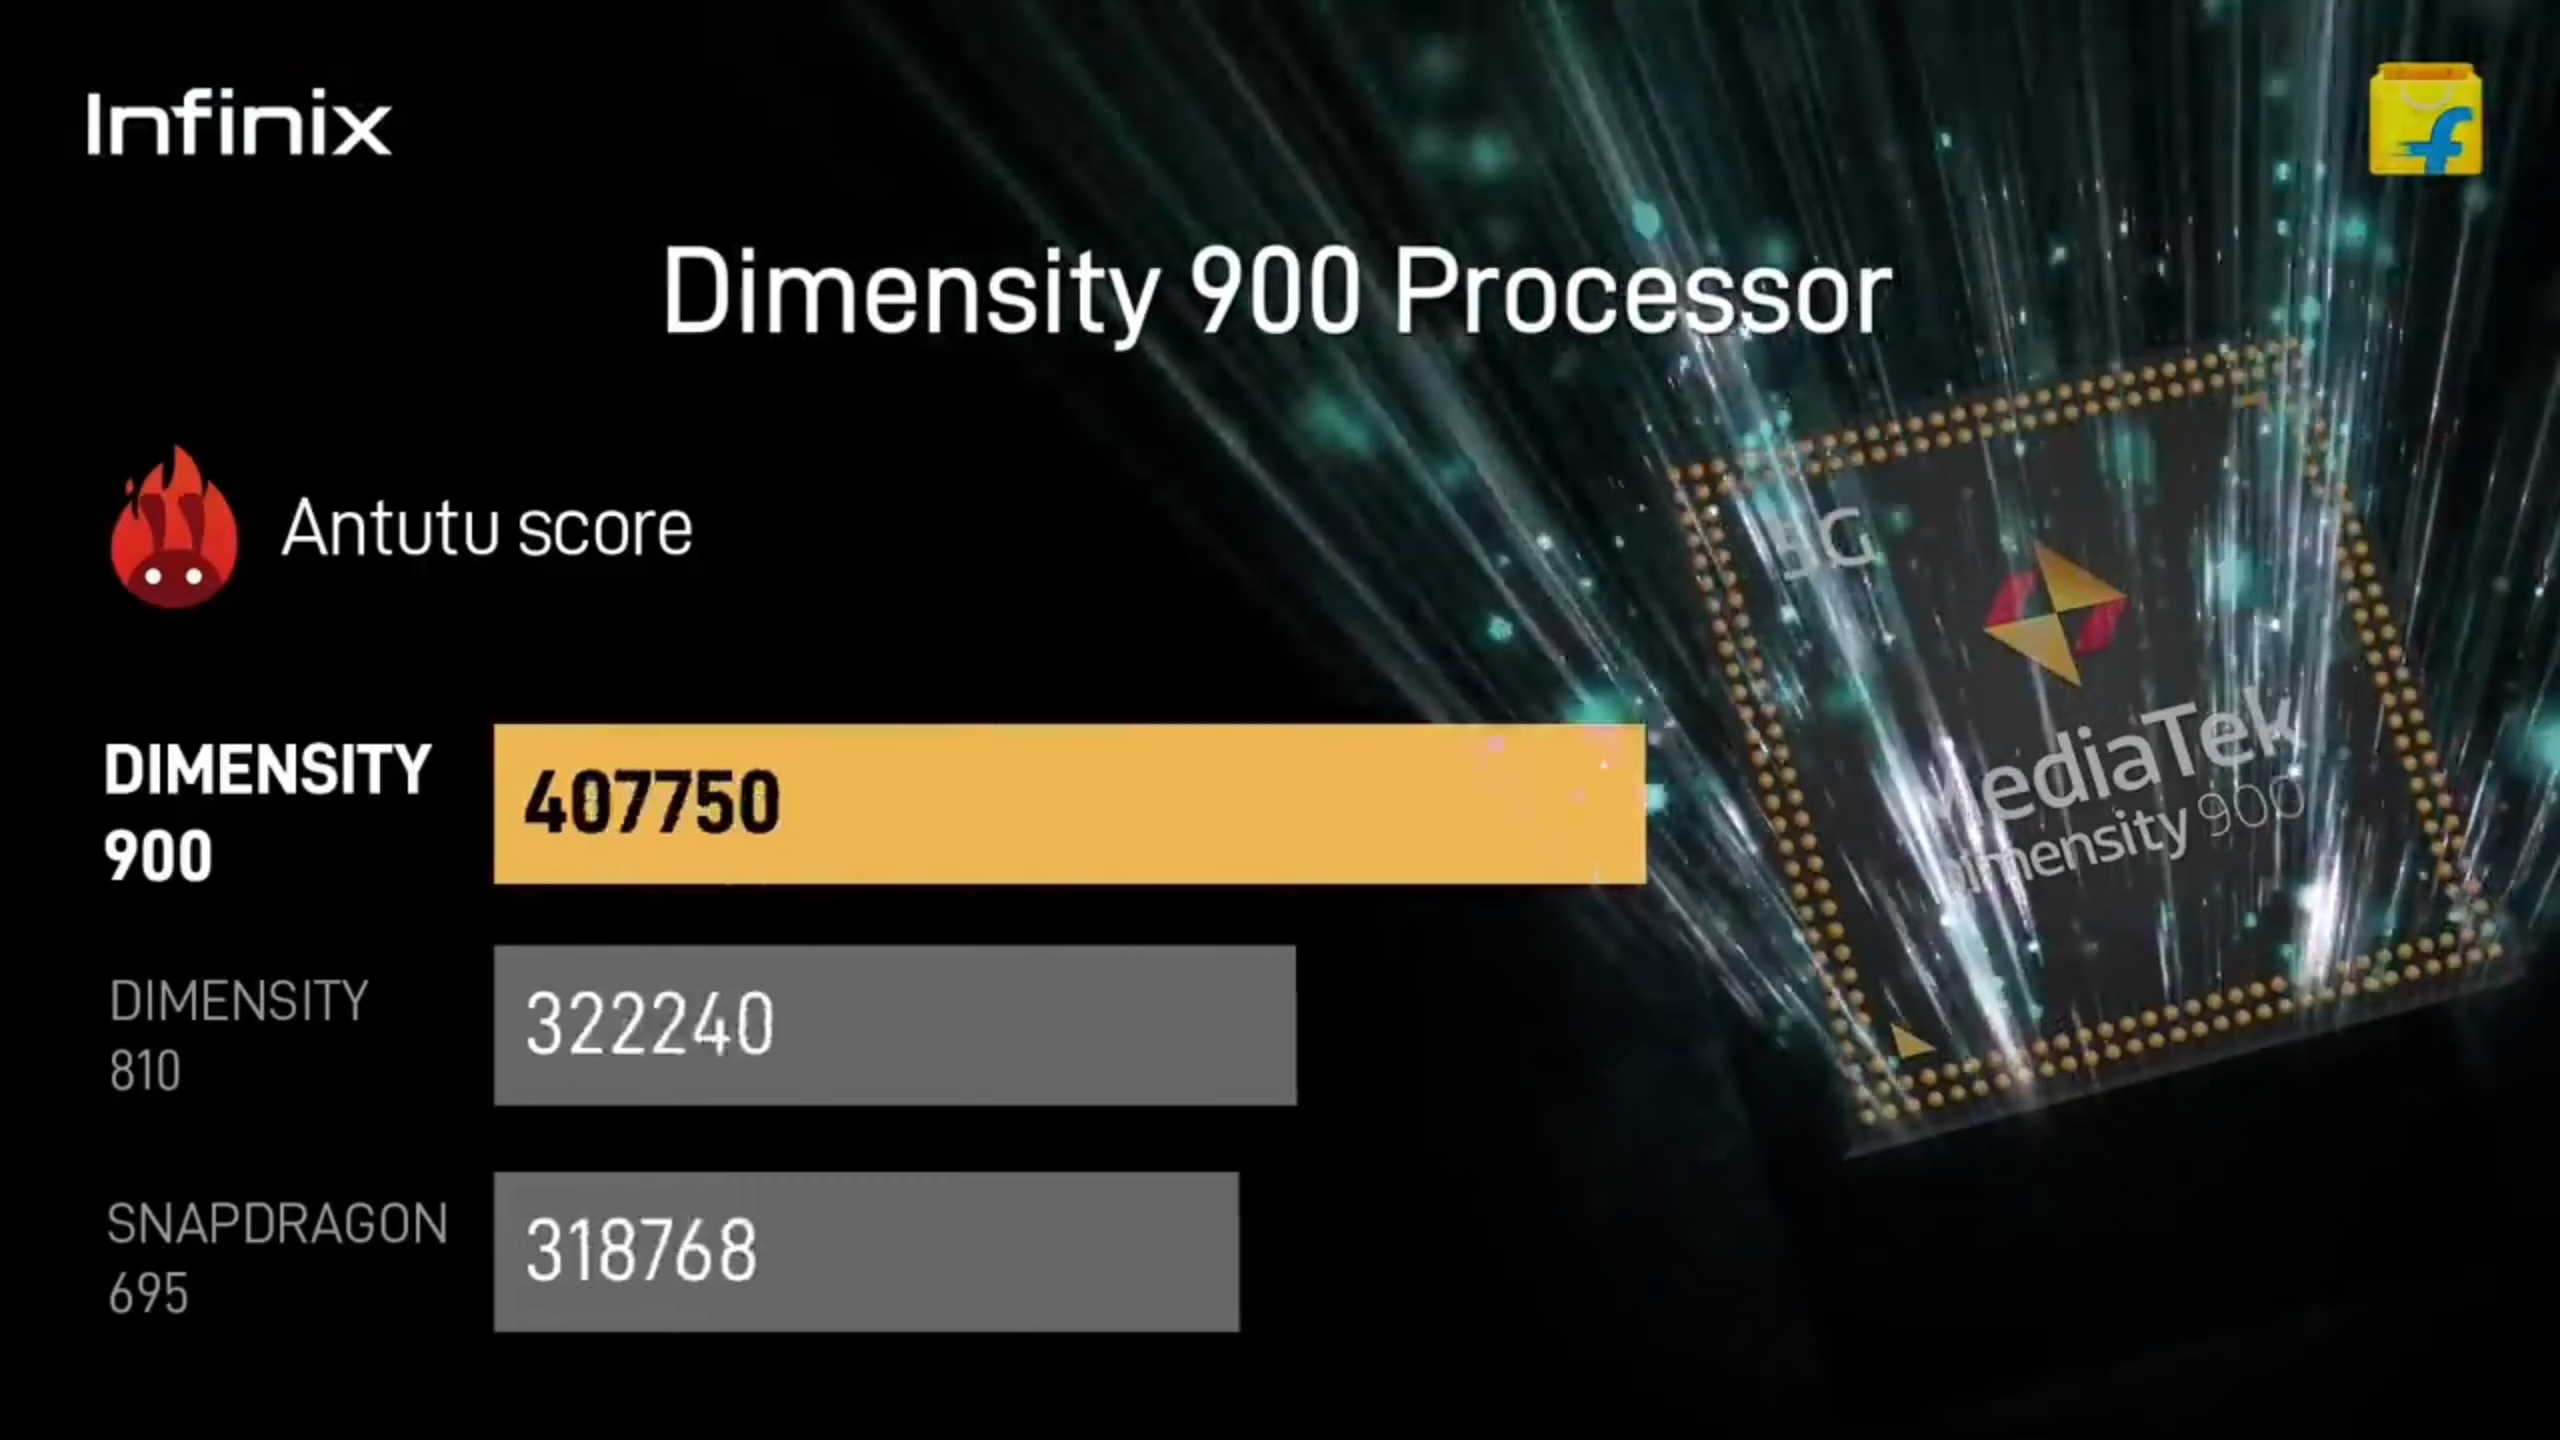 Infinix
Dimensity 900 Processor
Antutu score
DIMENSITY
900
407750
DIMENSITY
810
322240
SNAPDRAGON
695
318768
5G
MediaTek
Dimensity 900